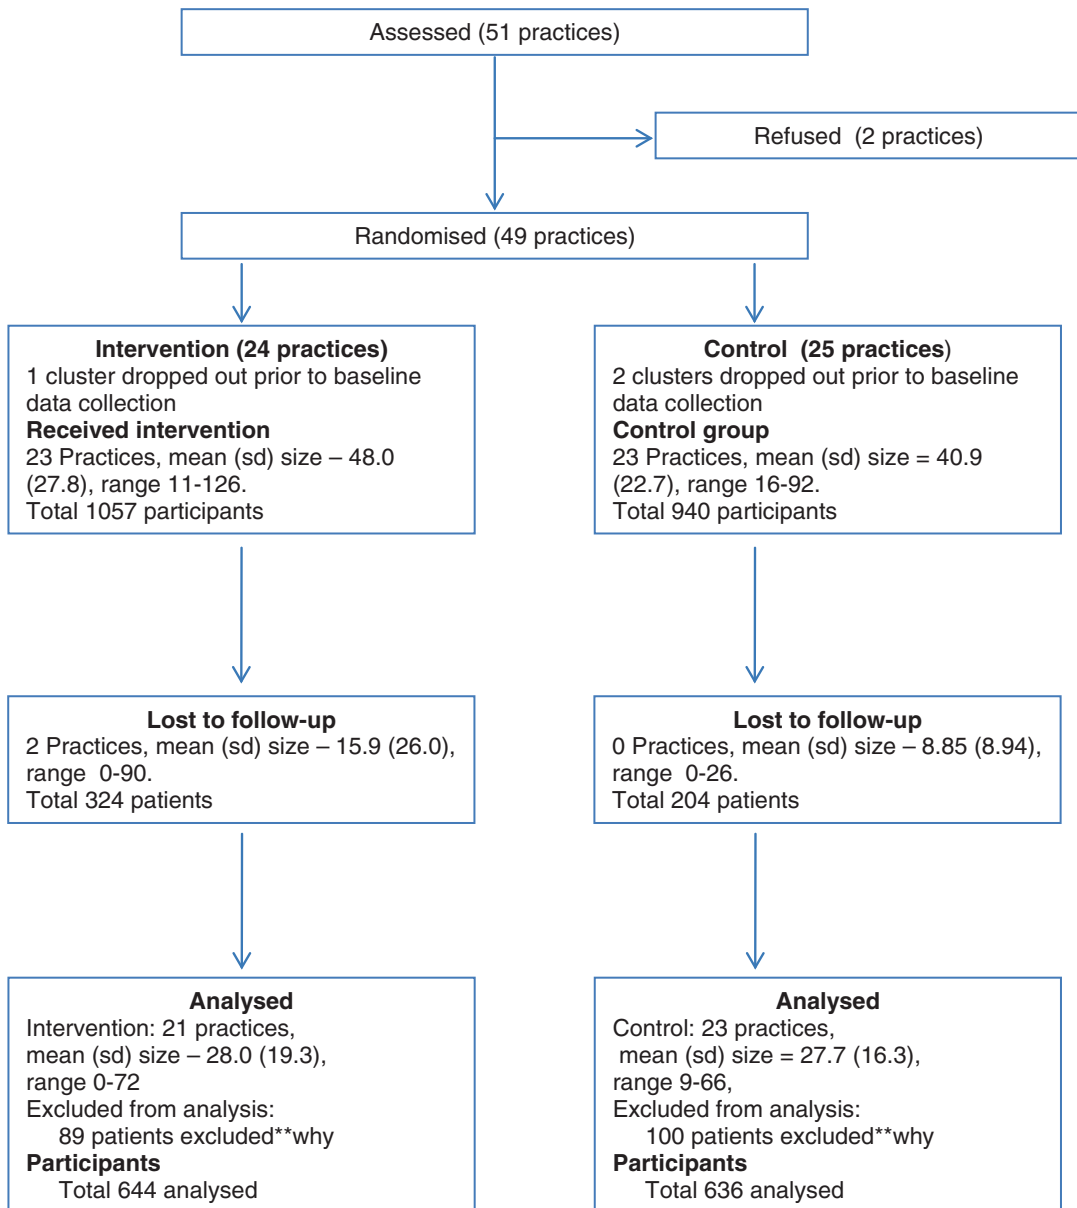 Assessed (51 practices)
Refused (2 practices)
Randomised (49 practices)
Intervention (24 practices)
1 cluster dropped out prior to baseline
data collection
Received intervention
23 Practices, mean (sd) size – 48.0
(27.8), range 11-126.
Total 1057 participants
Control (25 practices)
2 clusters dropped out prior to baseline
data collection
Control group
23 Practices, mean (sd) size = 40.9
(22.7), range 16-92.
Total 940 participants
Lost to follow-up
2 Practices, mean (sd) size – 15.9 (26.0),
range 0-90.
Total 324 patients
Lost to follow-up
0 Practices, mean (sd) size – 8.85 (8.94),
range 0-26.
Total 204 patients
Analysed
Intervention: 21 practices,
mean (sd) size – 28.0 (19.3),
range 0-72
Excluded from analysis:
89 patients excluded**why
Participants
Total 644 analysed
Analysed
Control: 23 practices,
mean (sd) size = 27.7 (16.3),
range 9-66,
Excluded from analysis:
100 patients excluded**why
Participants
Total 636 analysed